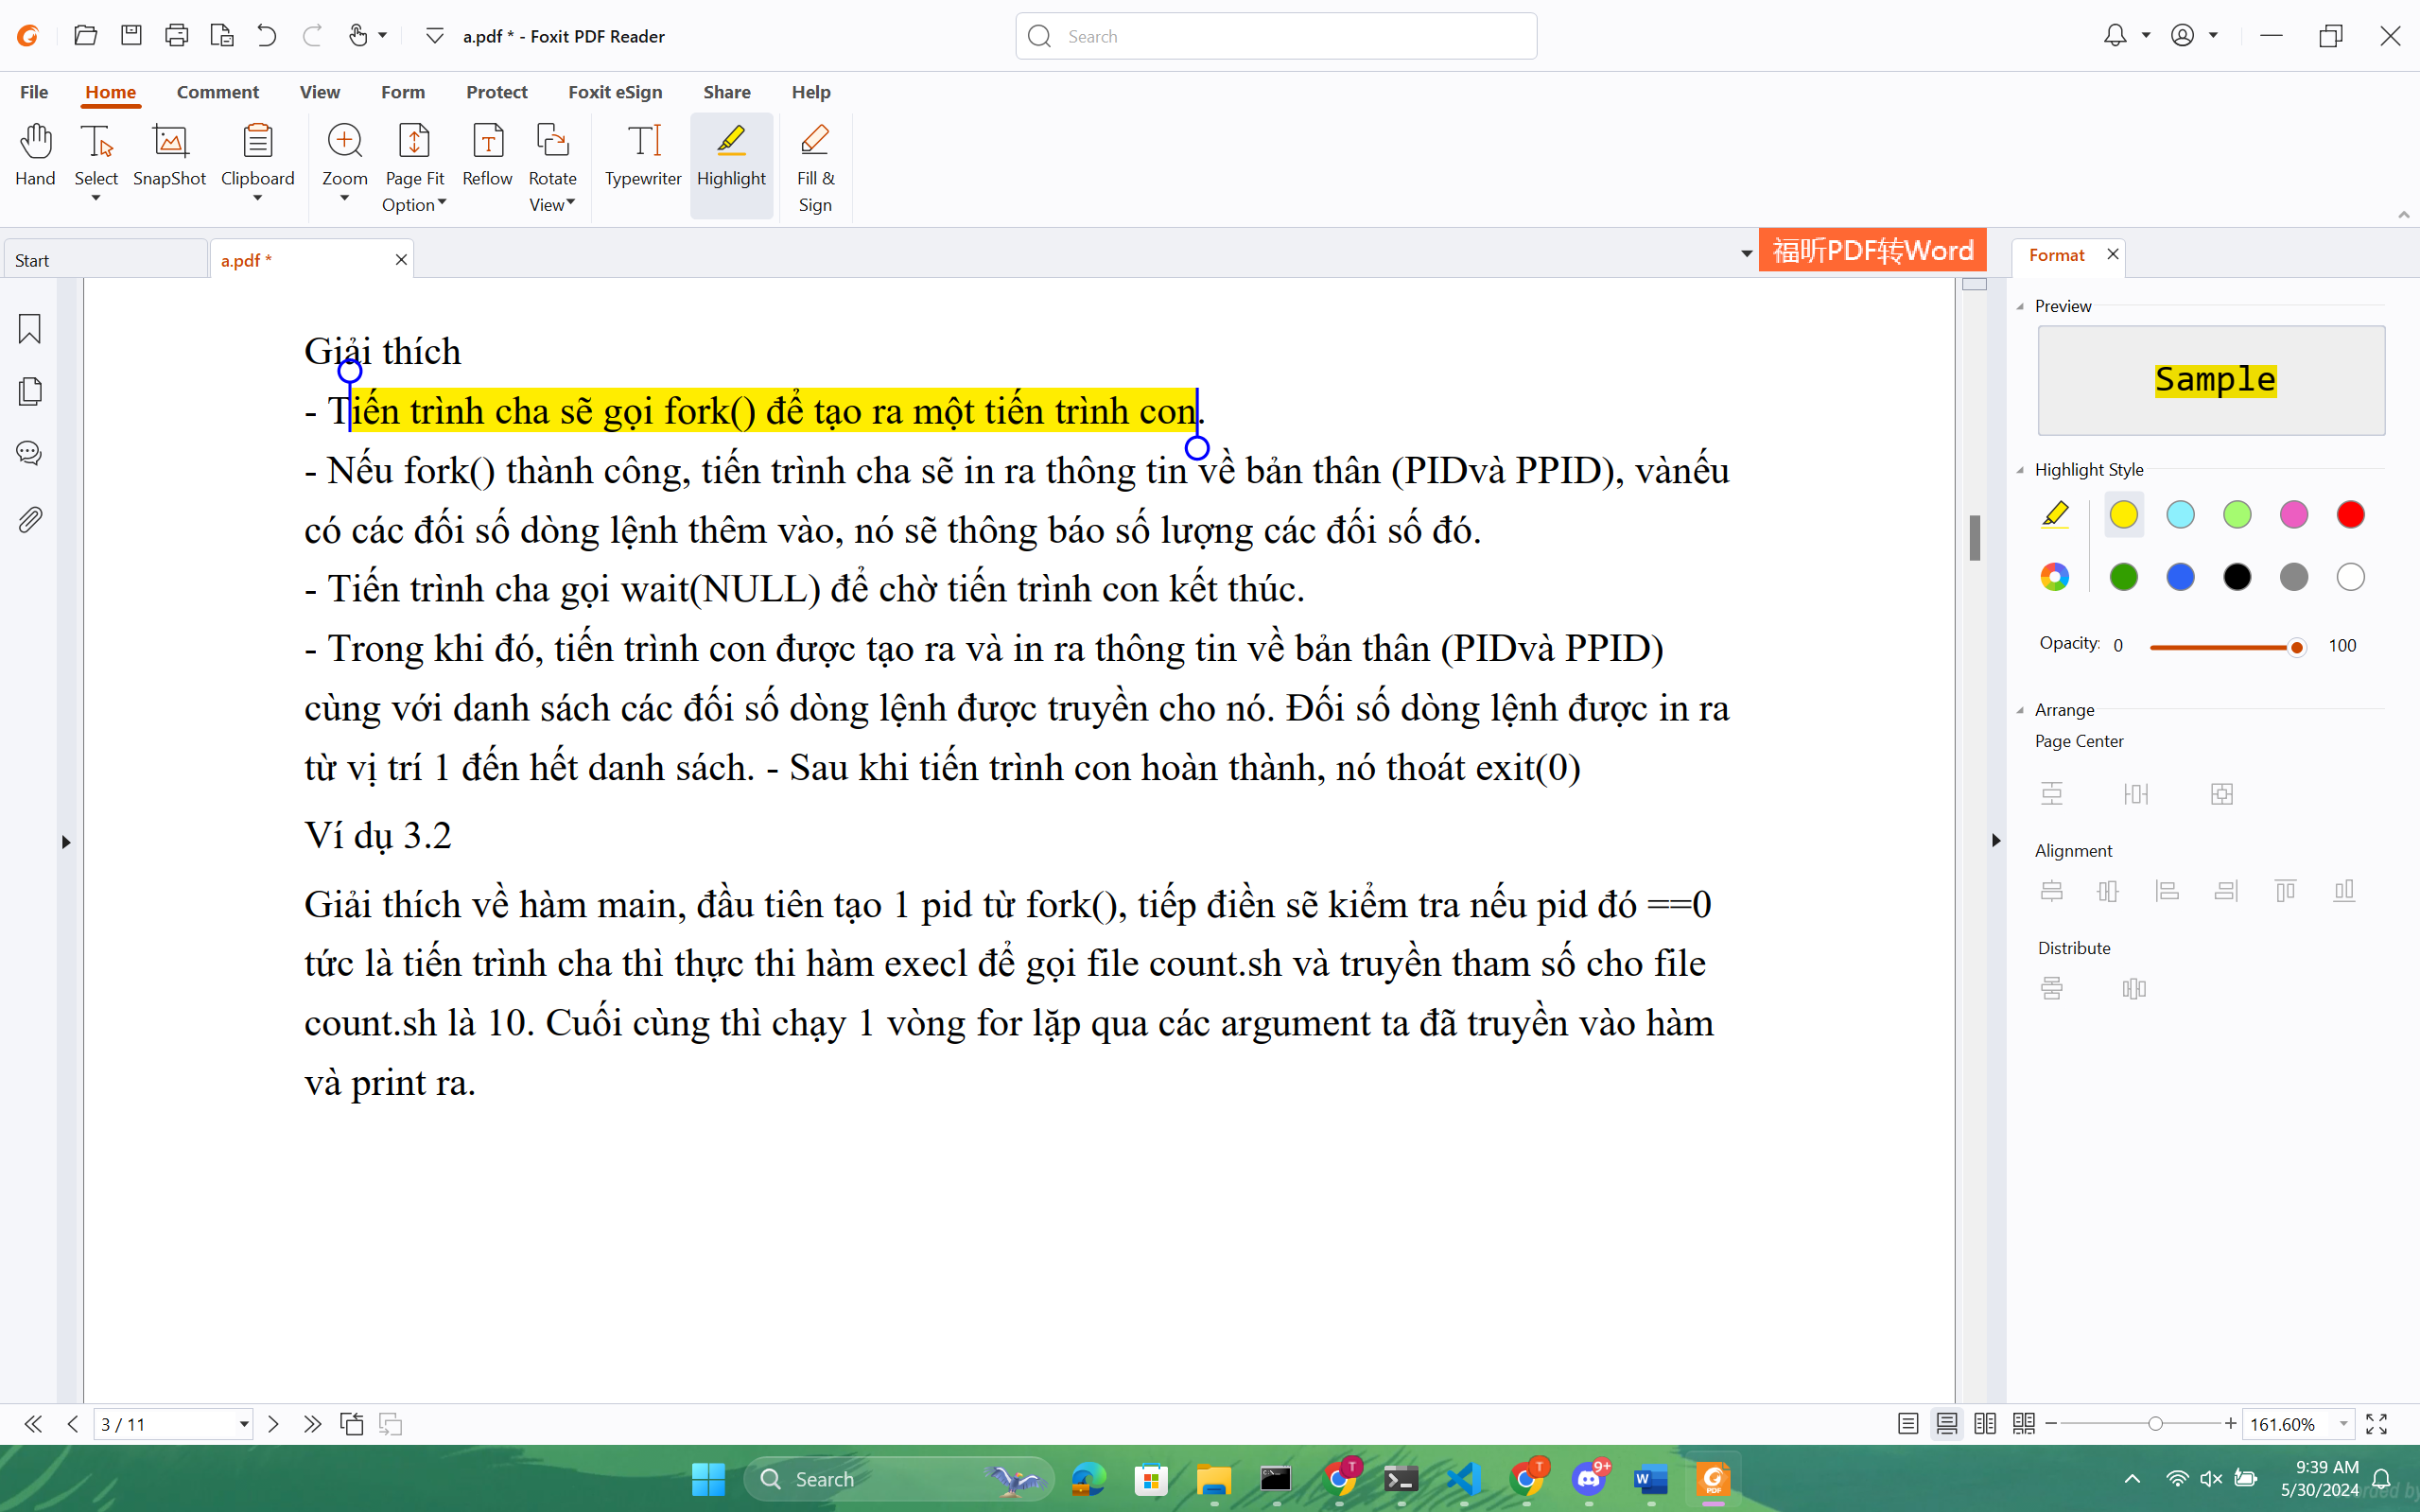 a.pdf * - Foxit PDF Reader
Search
File Home Comment View Form Protect Foxit eSign Share Help
Hand Select SnapShot Clipboard Zoom Page Fit Option Reflow Rotate View Typewriter Highlight Fill & Sign
Start a.pdf * 福昕PDF转Word Format
Giải thích
- Tiến trình cha sẽ gọi fork() để tạo ra một tiến trình con.
- Nếu fork() thành công, tiến trình cha sẽ in ra thông tin về bản thân (PIDvà PPID), vànếu
có các đối số dòng lệnh thêm vào, nó sẽ thông báo số lượng các đối số đó.
- Tiến trình cha gọi wait(NULL) để chờ tiến trình con kết thúc.
- Trong khi đó, tiến trình con được tạo ra và in ra thông tin về bản thân (PIDvà PPID)
cùng với danh sách các đối số dòng lệnh được truyền cho nó. Đối số dòng lệnh được in ra
từ vị trí 1 đến hết danh sách. - Sau khi tiến trình con hoàn thành, nó thoát exit(0)
Ví dụ 3.2
Giải thích về hàm main, đầu tiên tạo 1 pid từ fork(), tiếp điền sẽ kiểm tra nếu pid đó ==0
tức là tiến trình cha thì thực thi hàm execl để gọi file count.sh và truyền tham số cho file
count.sh là 10. Cuối cùng thì chạy 1 vòng for lặp qua các argument ta đã truyền vào hàm
và print ra.
Preview
Sample
Highlight Style
Opacity: 0 100
Arrange
Page Center
Alignment
Distribute
3 / 11
161.60%
Search
T
T
9+
9:39 AM
5/30/2024